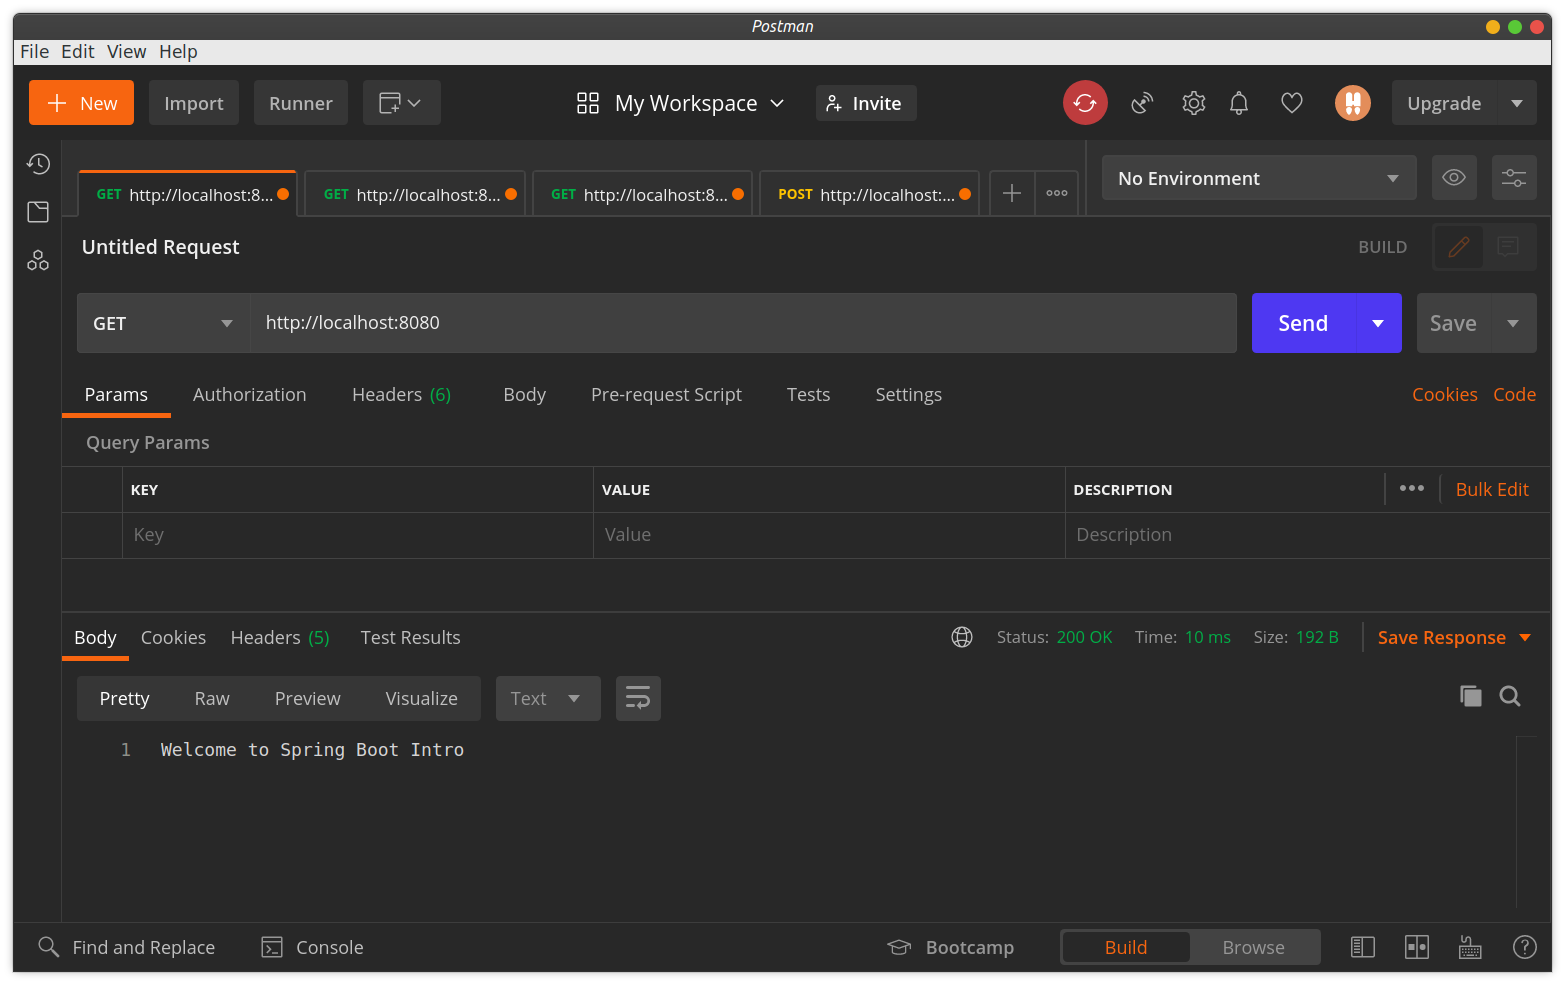 Postman
File Edit View Help
New Import Runner My Workspace Invite Upgrade
GET http://localhost:8... GET http://localhost:8... GET http://localhost:8... POST http://localhost:... No Environment
Untitled Request BUILD
GET http://localhost:8080 Send Save
Params Authorization Headers (6) Body Pre-request Script Tests Settings Cookies Code
Query Params
KEY VALUE DESCRIPTION Bulk Edit
Key Value Description
Body Cookies Headers (5) Test Results Status: 200 OK Time: 10 ms Size: 192 B Save Response
Pretty Raw Preview Visualize Text
1 Welcome to Spring Boot Intro
Find and Replace Console Bootcamp Build Browse